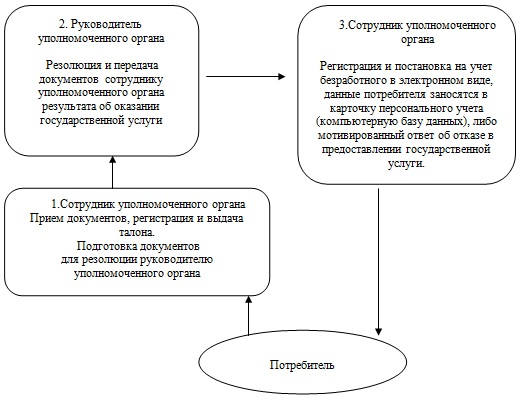 2. Руководитель
уполномоченного органа
Резолюция и передача
документов сотруднику
уполномоченного органа
результата об оказании
государственной услуги
3.Сотрудник уполномоченного
органа
Регистрация и постановка на учет
безработного в электронном виде,
данные потребителя заносятся в
карточку персонального учета
(компьютерную базу данных), либо
мотивированный ответ об отказе в
предоставлении государственной
услуги.
1.Сотрудник уполномоченного органа
Прием документов, регистрация и выдача
талона.
Подготовка документов
для резолюции руководителю
уполномоченного органа
Потребитель